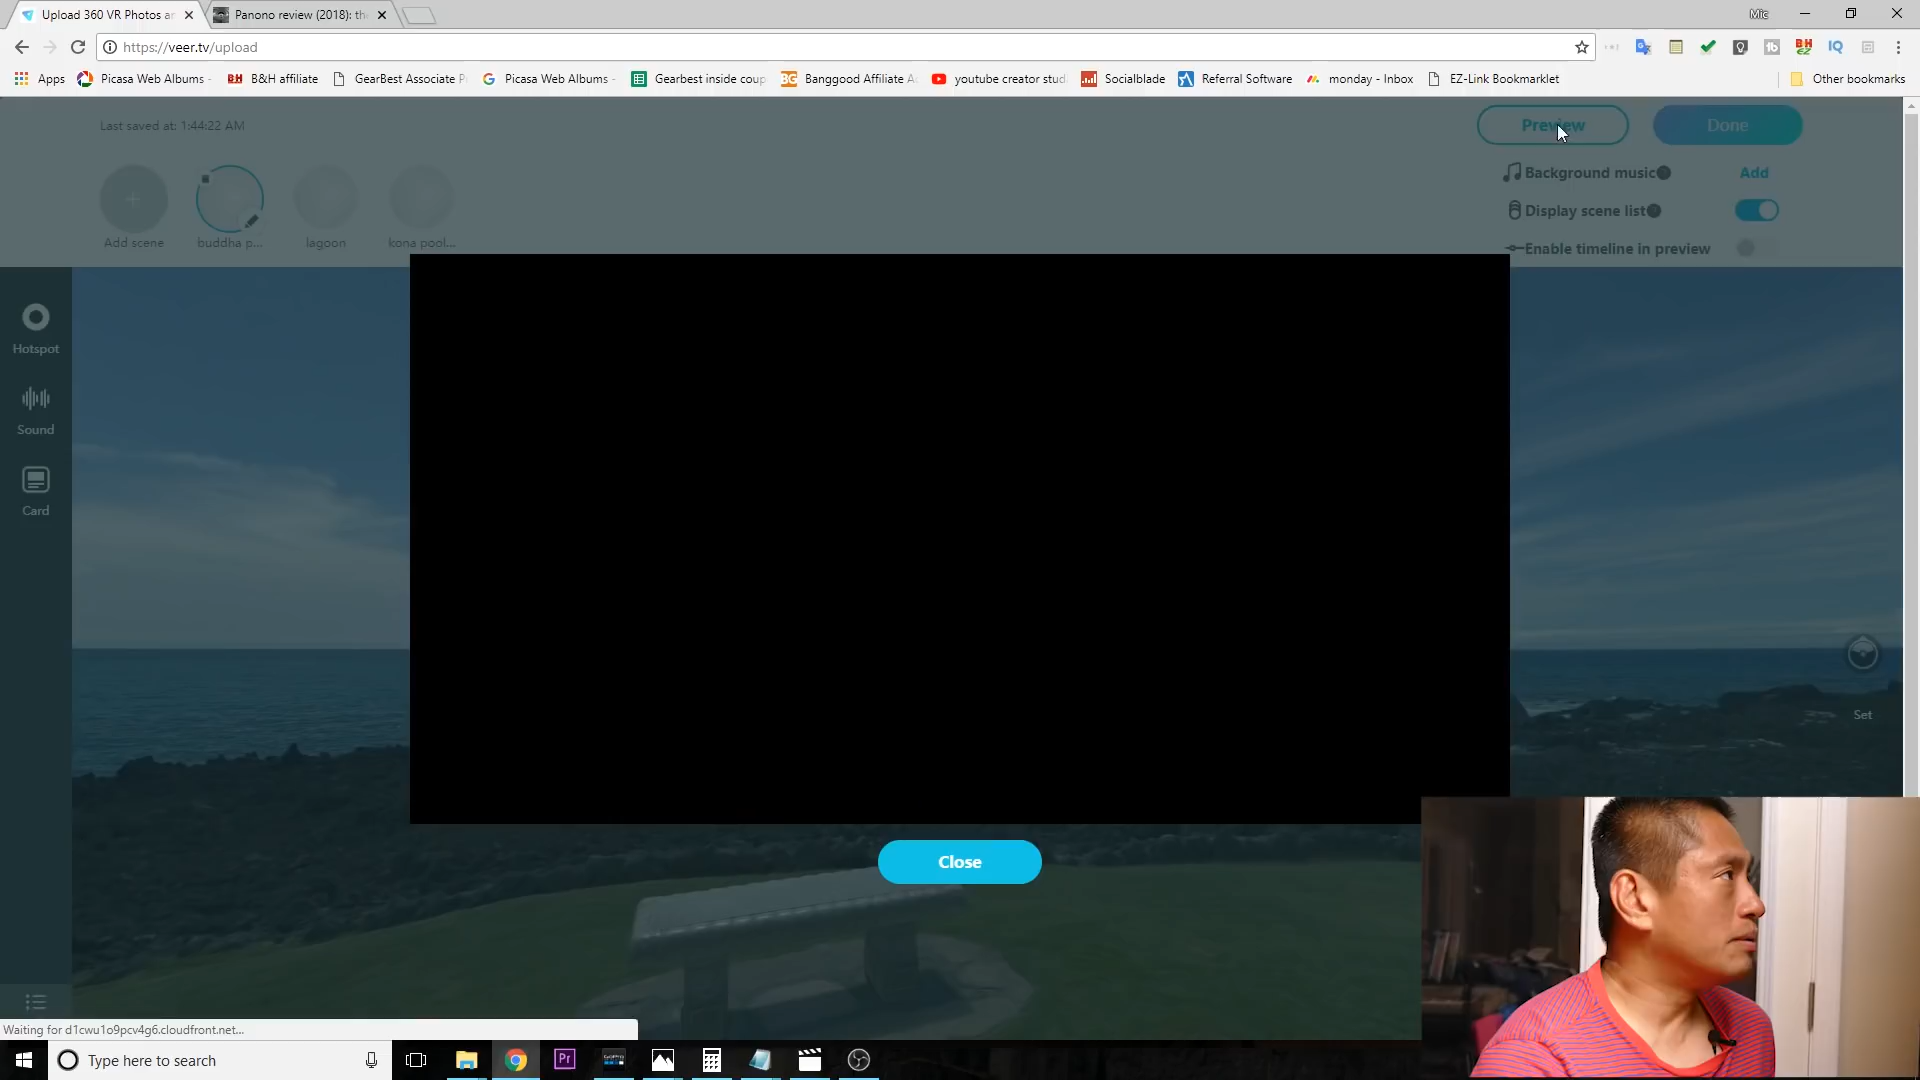 Upload 360 VR Photos ar
Panono review (2018): the
Mic
https://veer.tv/upload
Apps
Picasa Web Albums -
B&H affiliate
GearBest Associate P
Picasa Web Albums -
Gearbest inside coup
Banggood Affiliate A
youtube creator stud
Socialblade
Referral Software
monday - Inbox
EZ-Link Bookmarklet
Other bookmarks
Last saved at: 1:44:22 AM
Preview
Done
Background music
Add
Display scene list
Enable timeline in preview
Add scene
buddha p...
lagoon
kona pool...
Hotspot
Sound
Card
Set
Close
Waiting for d1cwu1o9pcv4g6.cloudfront.net...
Type here to search
Pr